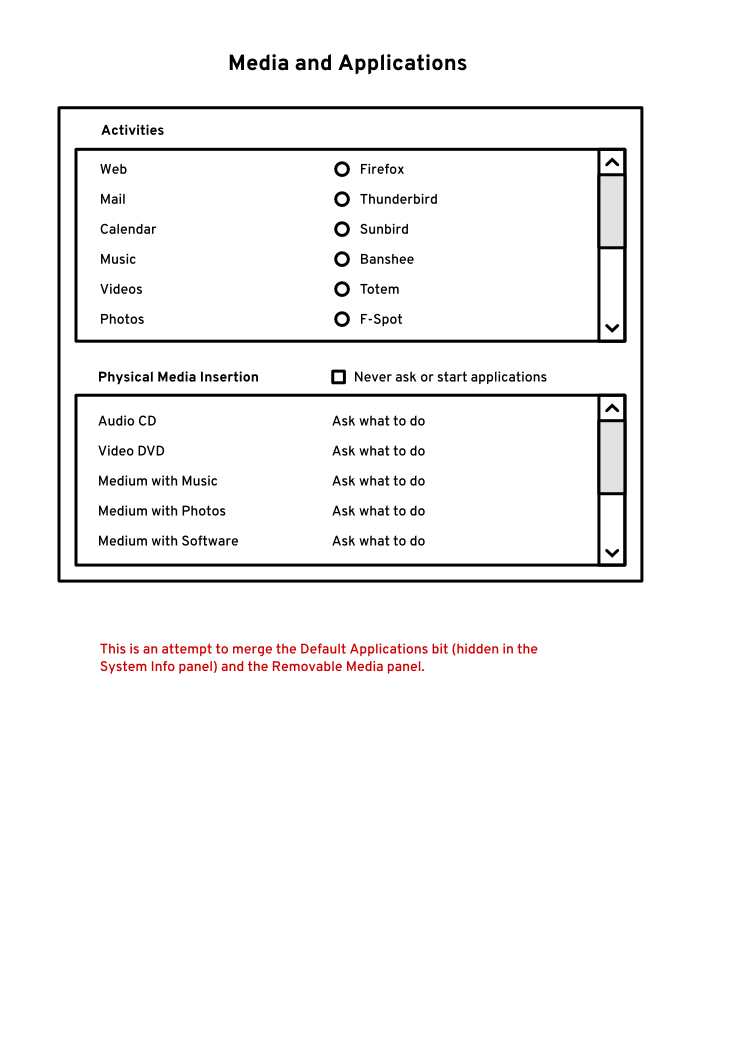 Media and Applications
Activities
Web Firefox
Mail Thunderbird
Calendar Sunbird
Music Banshee
Videos Totem
Photos F-Spot
Physical Media Insertion Never ask or start applications
Audio CD Ask what to do
Video DVD Ask what to do
Medium with Music Ask what to do
Medium with Photos Ask what to do
Medium with Software Ask what to do
This is an attempt to merge the Default Applications bit (hidden in the
System Info panel) and the Removable Media panel.